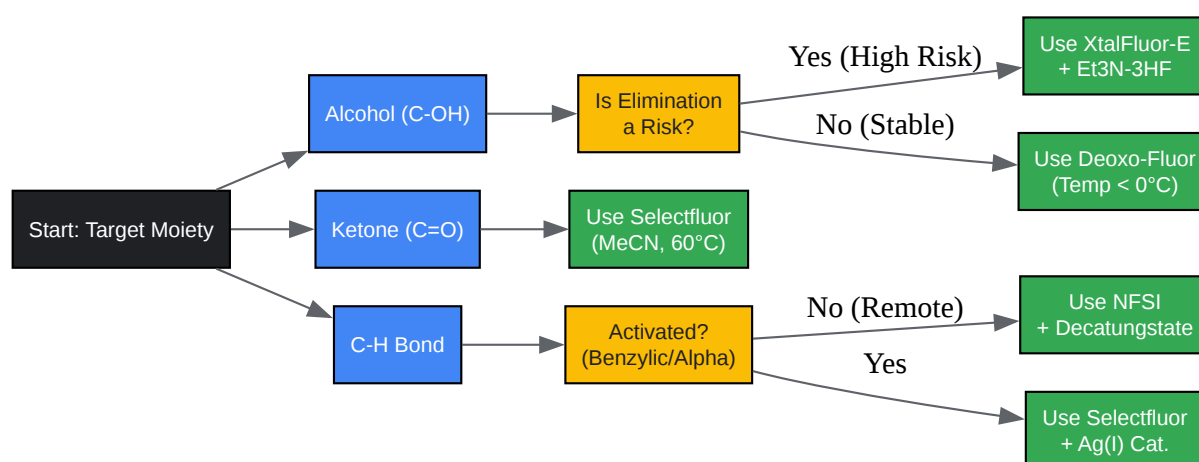 Start: Target Moiety
Alcohol (C-OH)
Ketone (C=O)
C-H Bond
Is Elimination
a Risk?
Use Selectfluor
(MeCN, 60°C)
Activated?
(Benzylic/Alpha)
Yes (High Risk)
No (Stable)
No (Remote)
Yes
Use XtalFluor-E
+ Et3N-3HF
Use Deoxo-Fluor
(Temp < 0°C)
Use NFSI
+ Decatungstate
Use Selectfluor
+ Ag(I) Cat.